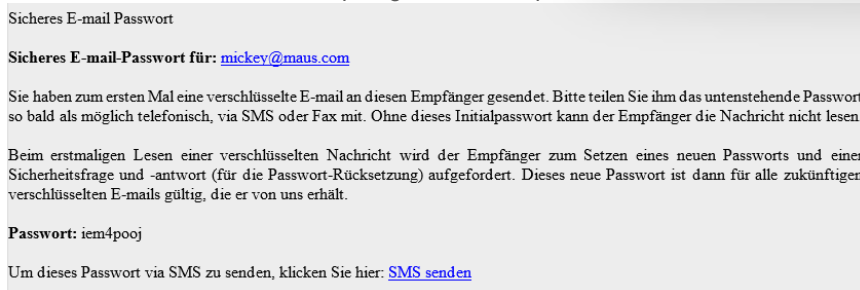 Sicheres E-mail Passwort
Sicheres E-mail-Passwort für: mickey@maus.com
Sie haben zum ersten Mal eine verschlüsselte E-mail an diesen Empfänger gesendet. Bitte teilen Sie ihm das untenstehende Passwort
so bald als möglich telefonisch, via SMS oder Fax mit. Ohne dieses Initialpasswort kann der Empfänger die Nachricht nicht lesen
Beim erstmaligen Lesen einer verschlüsselten Nachricht wird der Empfänger zum Setzen eines neuen Passworts und einer
Sicherheitsfrage und -antwort (für die Passwort-Rücksetzung) aufgefordert. Dieses neue Passwort ist dann für alle zukünftigen
verschlüsselten E-mails gültig, die er von uns erhält.
Passwort: iem4pooj
Um dieses Passwort via SMS zu senden, klicken Sie hier: SMS senden